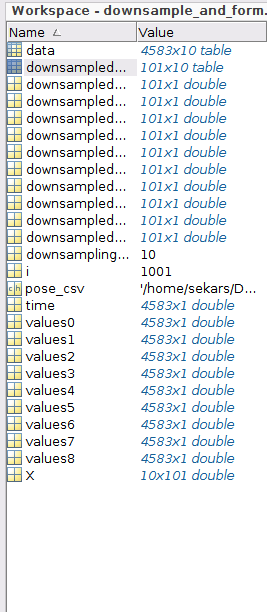 Workspace - downsample_and_form.
Name Value
data 4583x10 table
downsampled... 101x10 table
downsampled... 101x1 double
downsampled... 101x1 double
downsampled... 101x1 double
downsampled... 101x1 double
downsampled... 101x1 double
downsampled... 101x1 double
downsampled... 101x1 double
downsampled... 101x1 double
downsampled... 101x1 double
downsampled... 101x1 double
downsampling... 10
i 1001
ch pose_csv '/home/sekars/D...
time 4583x1 double
values0 4583x1 double
values1 4583x1 double
values2 4583x1 double
values3 4583x1 double
values4 4583x1 double
values5 4583x1 double
values6 4583x1 double
values7 4583x1 double
values8 4583x1 double
X 10x101 double